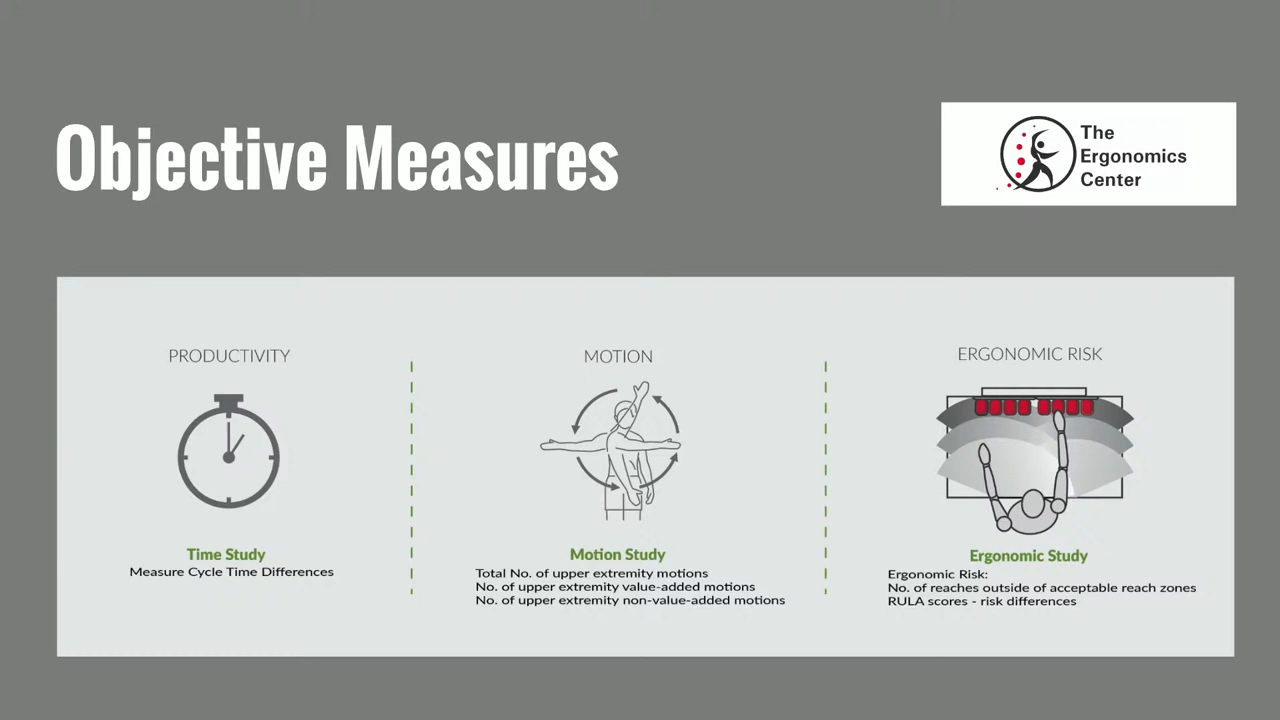 Objective Measures
The
Ergonomics
Center
PRODUCTIVITY
Time Study
Measure Cycle Time Differences
MOTION
Motion Study
Total No. of upper extremity motions
No. of upper extremity value-added motions
No. of upper extremity non-value-added motions
ERGONOMIC RISK
Ergonomic Study
Ergonomic Risk:
No. of reaches outside of acceptable reach zones
RULA scores - risk differences